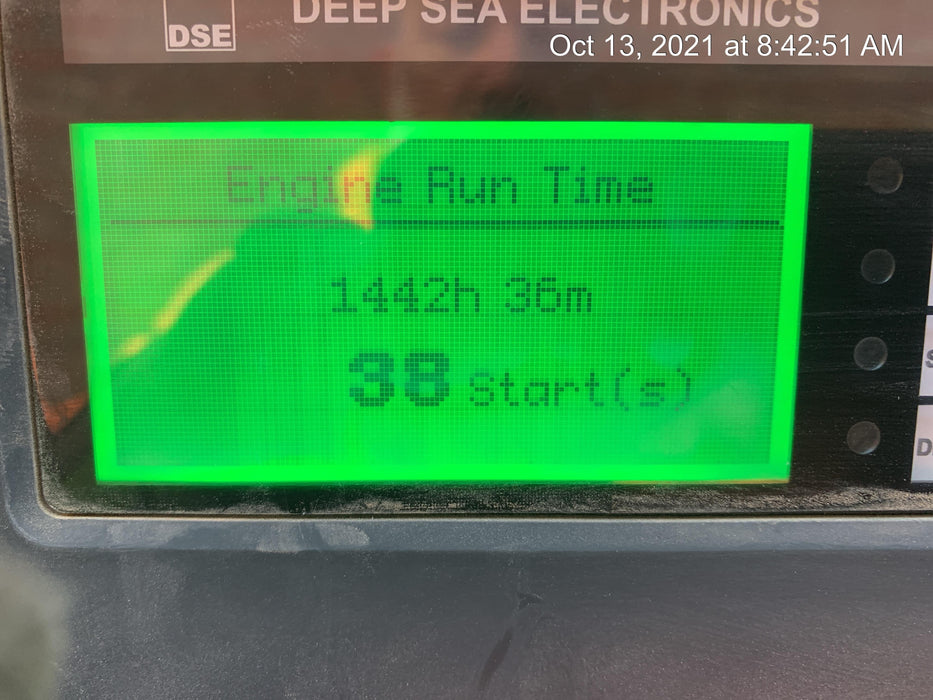 DEEP SEA ELECTRONICS
DSE
Oct 13, 2021 at 8:42:51 AM
Engine Run Time
1442h 36m
38 Start(s)
S
D